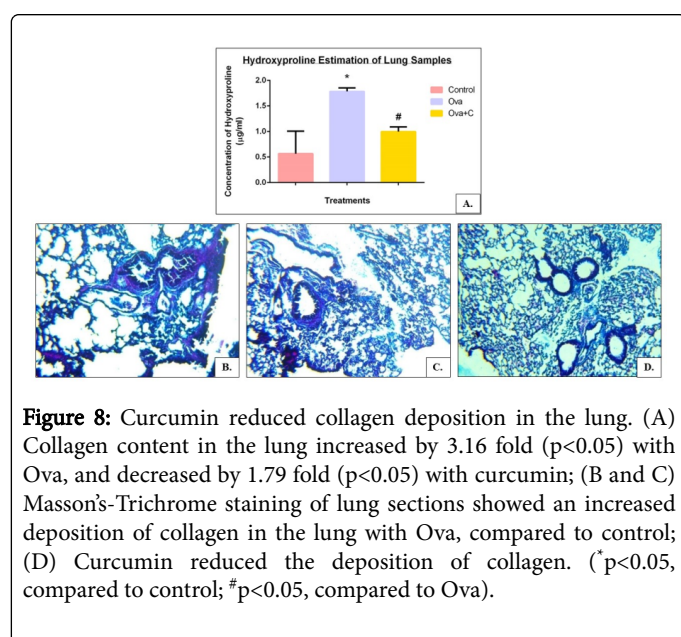 Hydroxyproline Estimation of Lung Samples
Concentration of Hydroxyproline
(µg/ml)
2.0
1.5
1.0
0.5
0.0
*
#
Control
Ova
Ova+C
Treatments
A.
B.
C.
D.
Figure 8: Curcumin reduced collagen deposition in the lung. (A)
Collagen content in the lung increased by 3.16 fold (p<0.05) with
Ova, and decreased by 1.79 fold (p<0.05) with curcumin; (B and C)
Masson's-Trichrome staining of lung sections showed an increased
deposition of collagen in the lung with Ova, compared to control;
(D) Curcumin reduced the deposition of collagen. (*p<0.05,
compared to control; #p<0.05, compared to Ova).